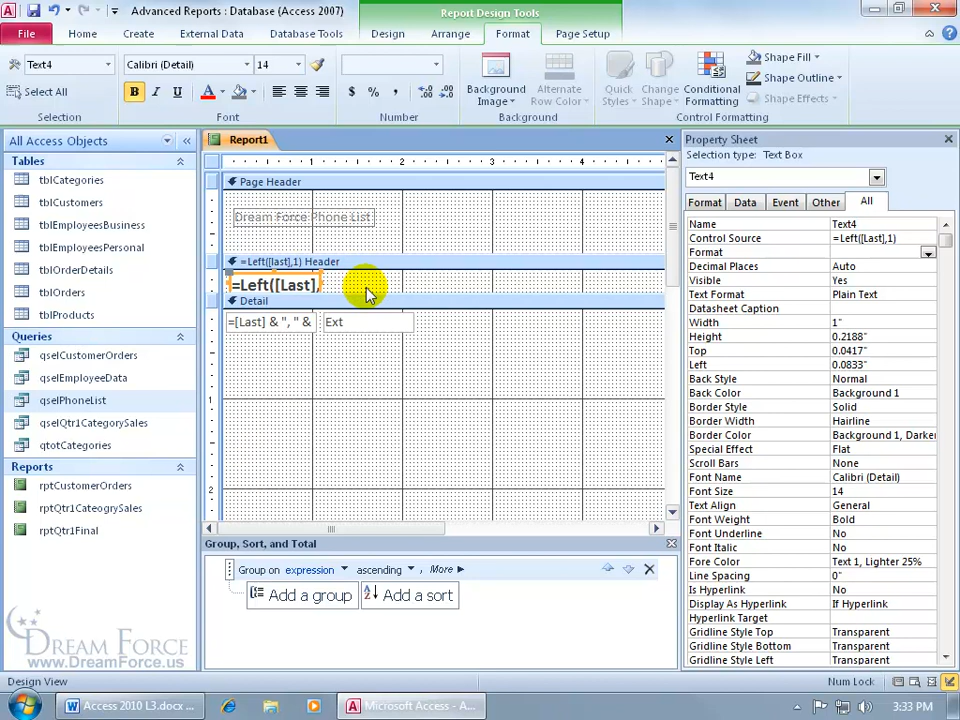 Advanced Reports : Database (Access 2007)
Report Design Tools
File
Home
Create
External Data
Database Tools
Design
Arrange
Format
Page Setup
Text4
Select All
Selection
Calibri (Detail)
14
B
I
U
A
Font
$
%
,
Number
Background
Image
Alternate
Row Color
Background
Quick
Styles
Change
Shape
Conditional
Formatting
Shape Fill
Shape Outline
Shape Effects
Control Formatting
All Access Objects
Tables
tblCategories
tblCustomers
tblEmployeesBusiness
tblEmployeesPersonal
tblOrderDetails
tblOrders
tblProducts
Queries
qselCustomerOrders
qselEmployeeData
qselPhoneList
qselQtr1CategorySales
qtotCategories
Reports
rptCustomerOrders
rptQtr1CateogrySales
rptQtr1Final
DREAM FORCE
www.DreamForce.us
Report1
1
2
3
4
Page Header
Dream Force Phone List
=Left([last],1) Header
=Left([Last],
Detail
=[Last] & ", " &
Ext
1
2
Group, Sort, and Total
Group on expression
ascending
, More
Add a group
Add a sort
Property Sheet
Selection type: Text Box
Text4
Format
Data
Event
Other
All
Name Text4
Control Source =Left([Last],1)
Format
Decimal Places Auto
Visible Yes
Text Format Plain Text
Datasheet Caption
Width 1"
Height 0.2188"
Top 0.0417"
Left 0.0833"
Back Style Normal
Back Color Background 1
Border Style Solid
Border Width Hairline
Border Color Background 1, Darker
Special Effect Flat
Scroll Bars None
Font Name Calibri (Detail)
Font Size 14
Text Align General
Font Weight Bold
Font Underline No
Font Italic No
Fore Color Text 1, Lighter 25%
Line Spacing 0"
Is Hyperlink No
Display As Hyperlink If Hyperlink
Hyperlink Target
Gridline Style Top Transparent
Gridline Style Bottom Transparent
Gridline Style Left Transparent
Design View
Num Lock
Access 2010 L3.docx ...
Microsoft Access - A...
3:33 PM